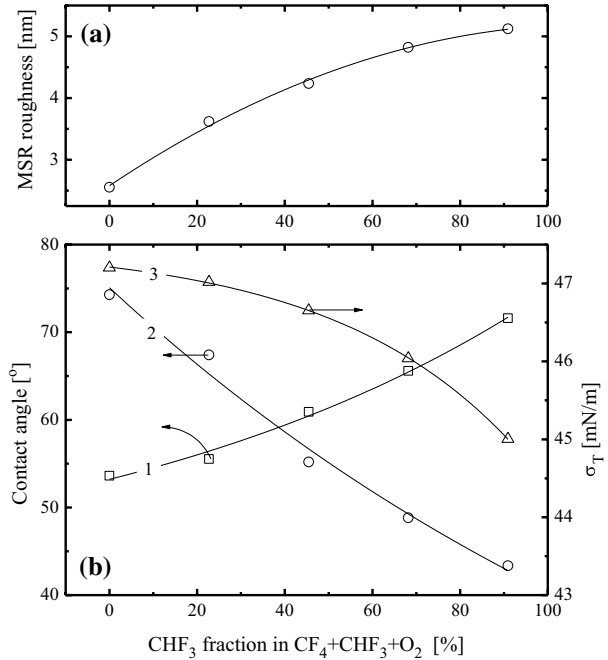 (a)
MSR roughness [nm]
5
4
3
0 20 40 60 80 100
(b)
Contact angle [°]
80
70
60
50
40
1
2
3
47
46
45
44
43
σ_T [mN/m]
0 20 40 60 80 100
CHF₃ fraction in CF₄+CHF₃+O₂ [%]